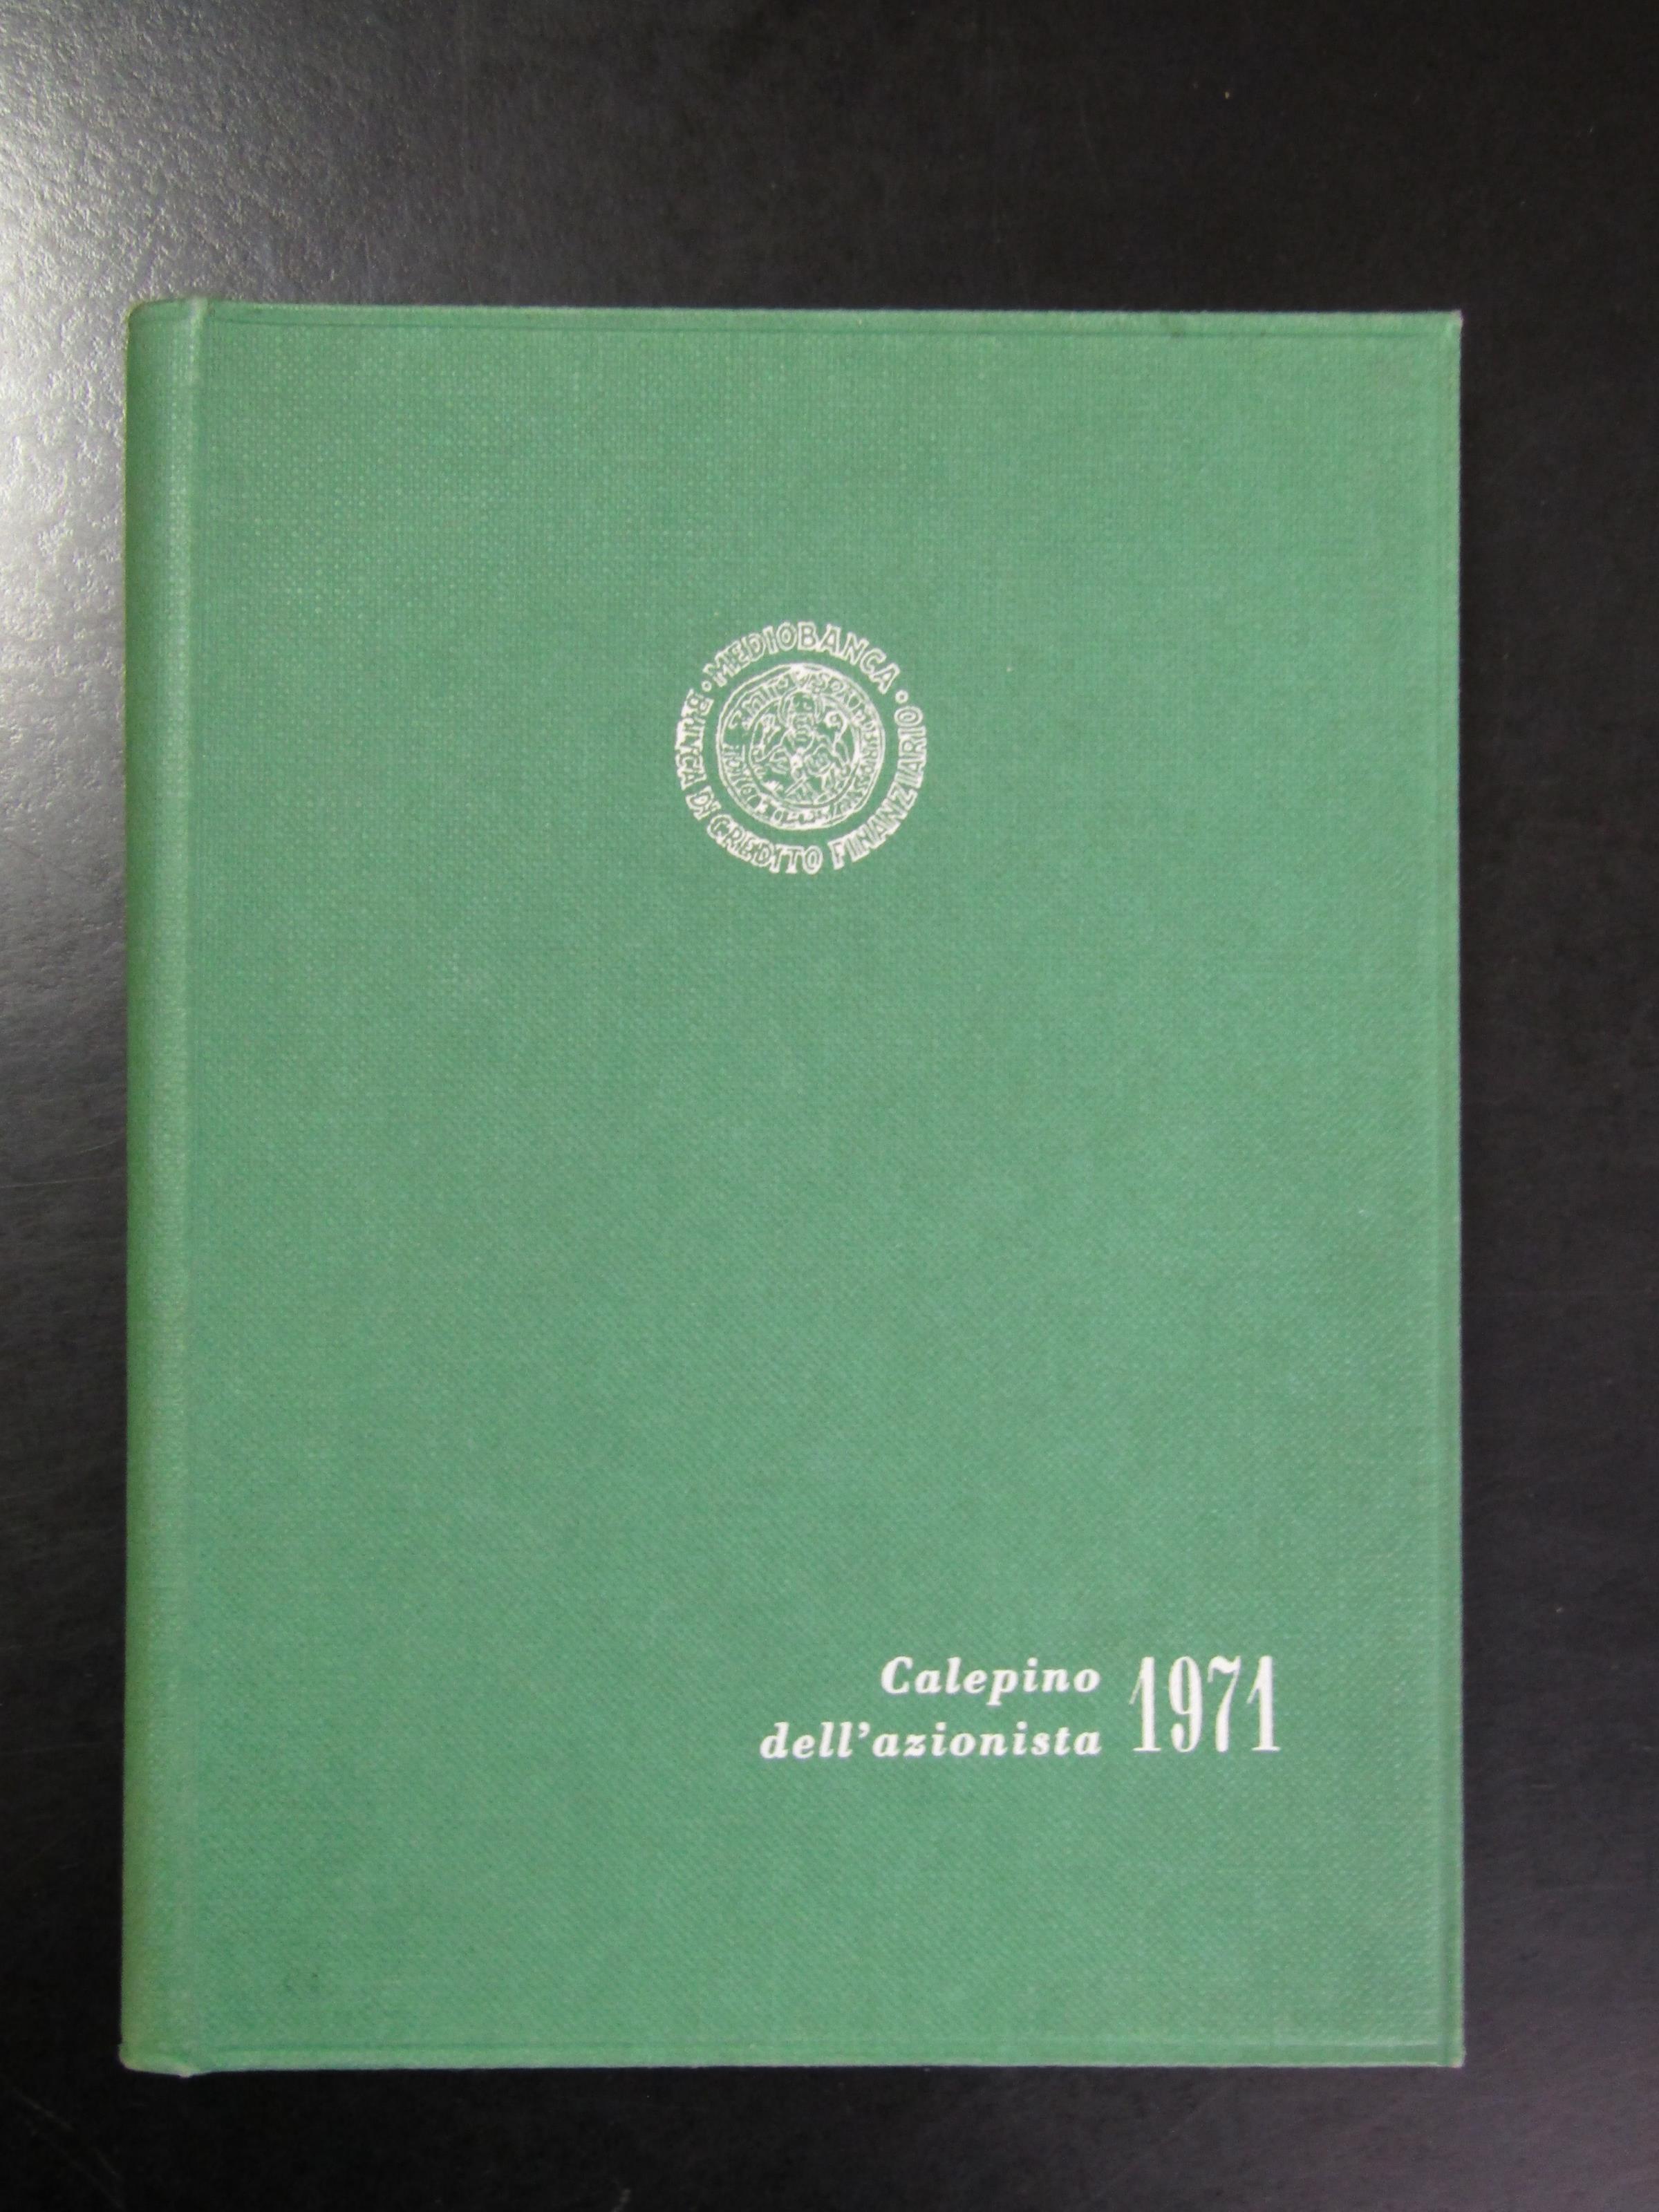 · MEDIOBANCA ·
BANCA DI CREDITO FINANZIARIO
Calepino
dell'azionista
1971